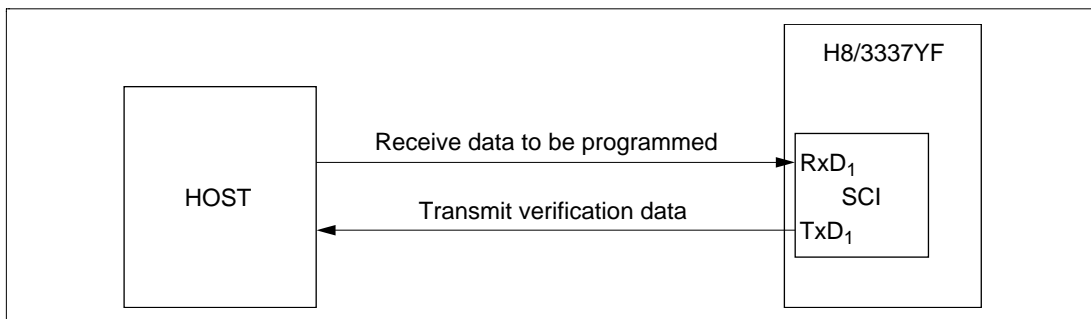 H8/3337YF
Receive data to be programmed
HOST
RxD₁
SCI
Transmit verification data
TxD₁